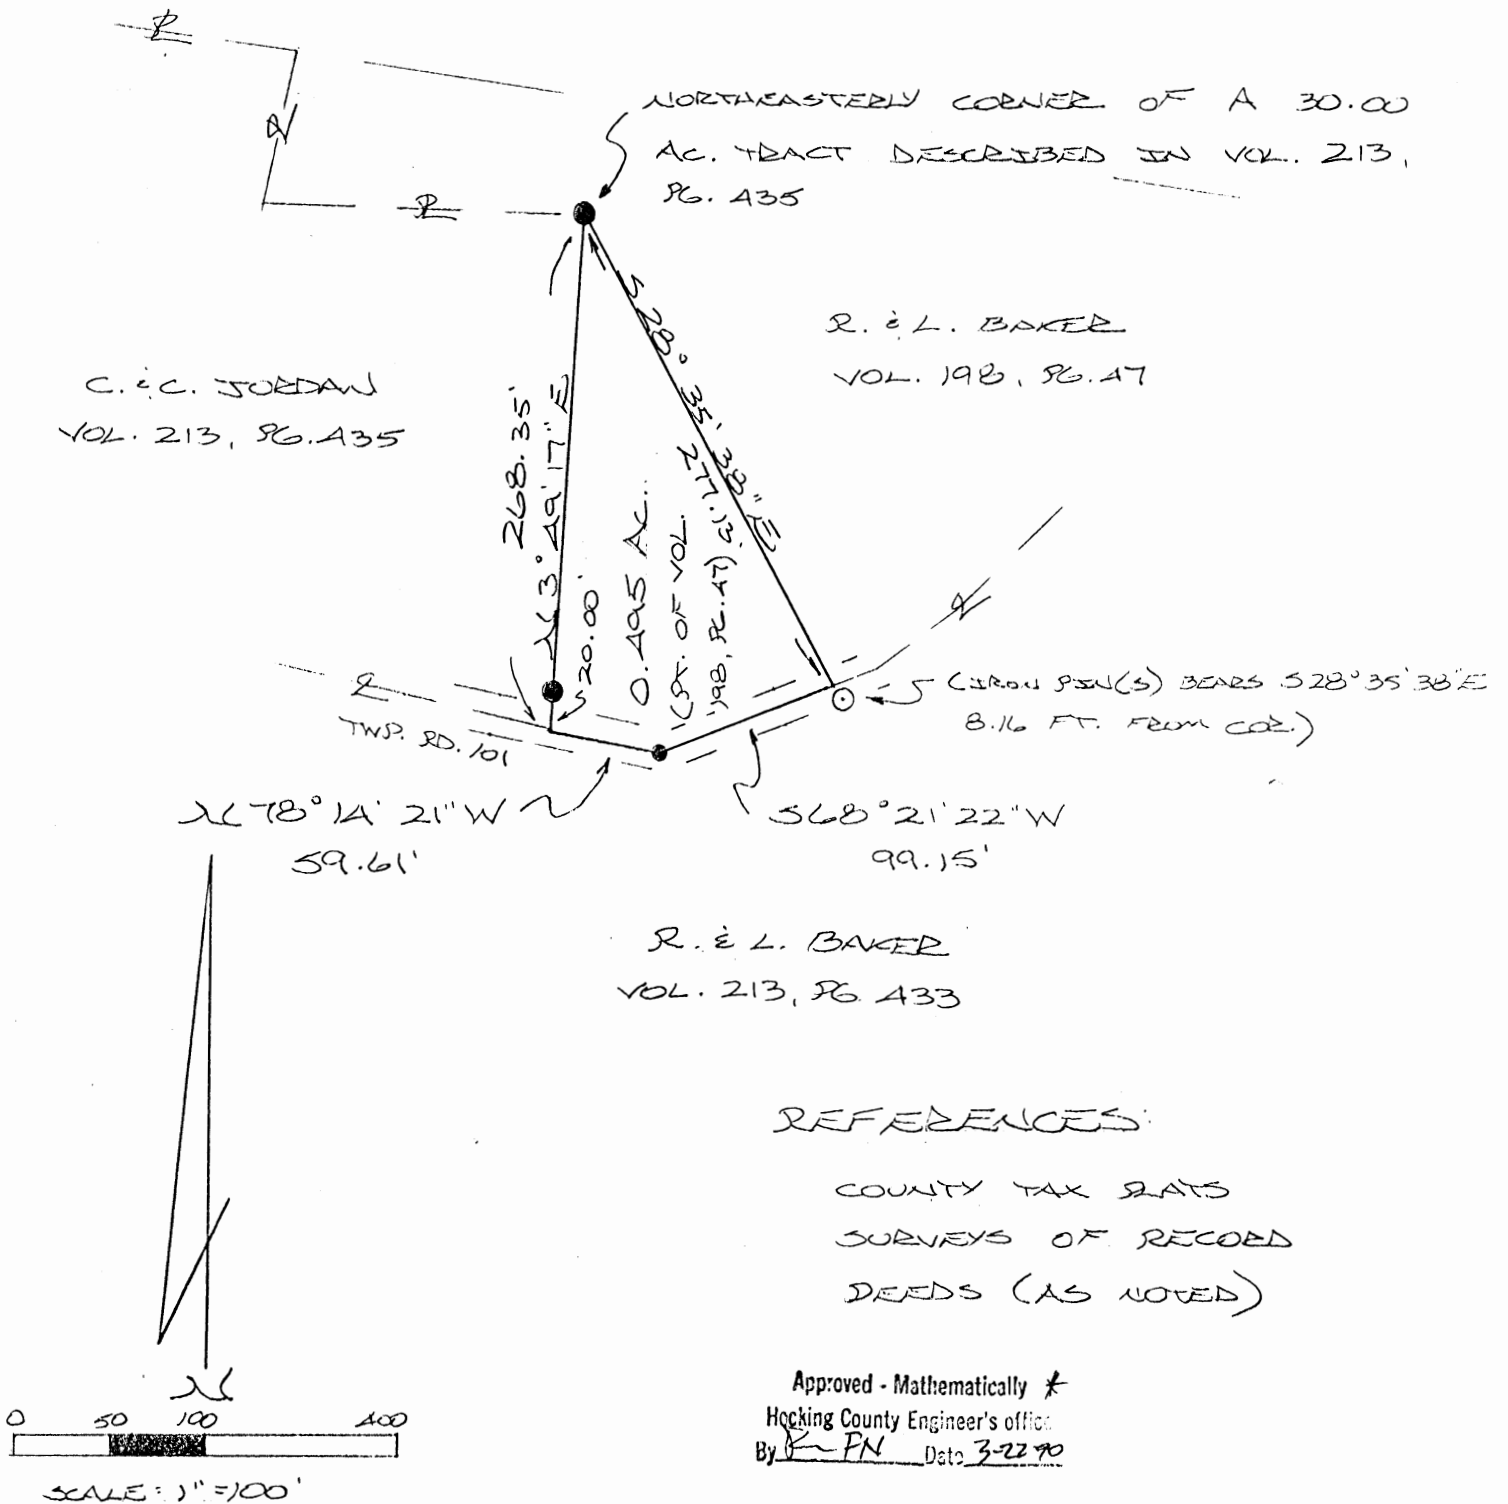 NORTHEASTERLY CORNER OF A 30.00
AC. TRACT DESCRIBED IN VOL. 213,
PG. 435
R. & L. BAKER
VOL. 198, PG. 47
C. & C. JORDAN
VOL. 213, PG. 435
268.35'
N 3° 49' 17" E
20.00'
0.495 AC..
(PT. OF VOL.
198, PG. 47)
S 28° 35' 38" E
277.13'
(IRON PIN(S) BEARS S28°35'38"E
8.16 FT. FROM COR.)
TWP. RD. 101
N 78° 14' 21" W
59.61'
S68°21'22"W
99.15'
R. & L. BAKER
VOL. 213, PG 433
REFERENCES:
COUNTY TAX PLATS
SURVEYS OF RECORD
DEEDS (AS NOTED)
N
0 50 100 400
SCALE: 1"=100'
Approved - Mathematically
Hocking County Engineer's office
By FN Date 3-22 90